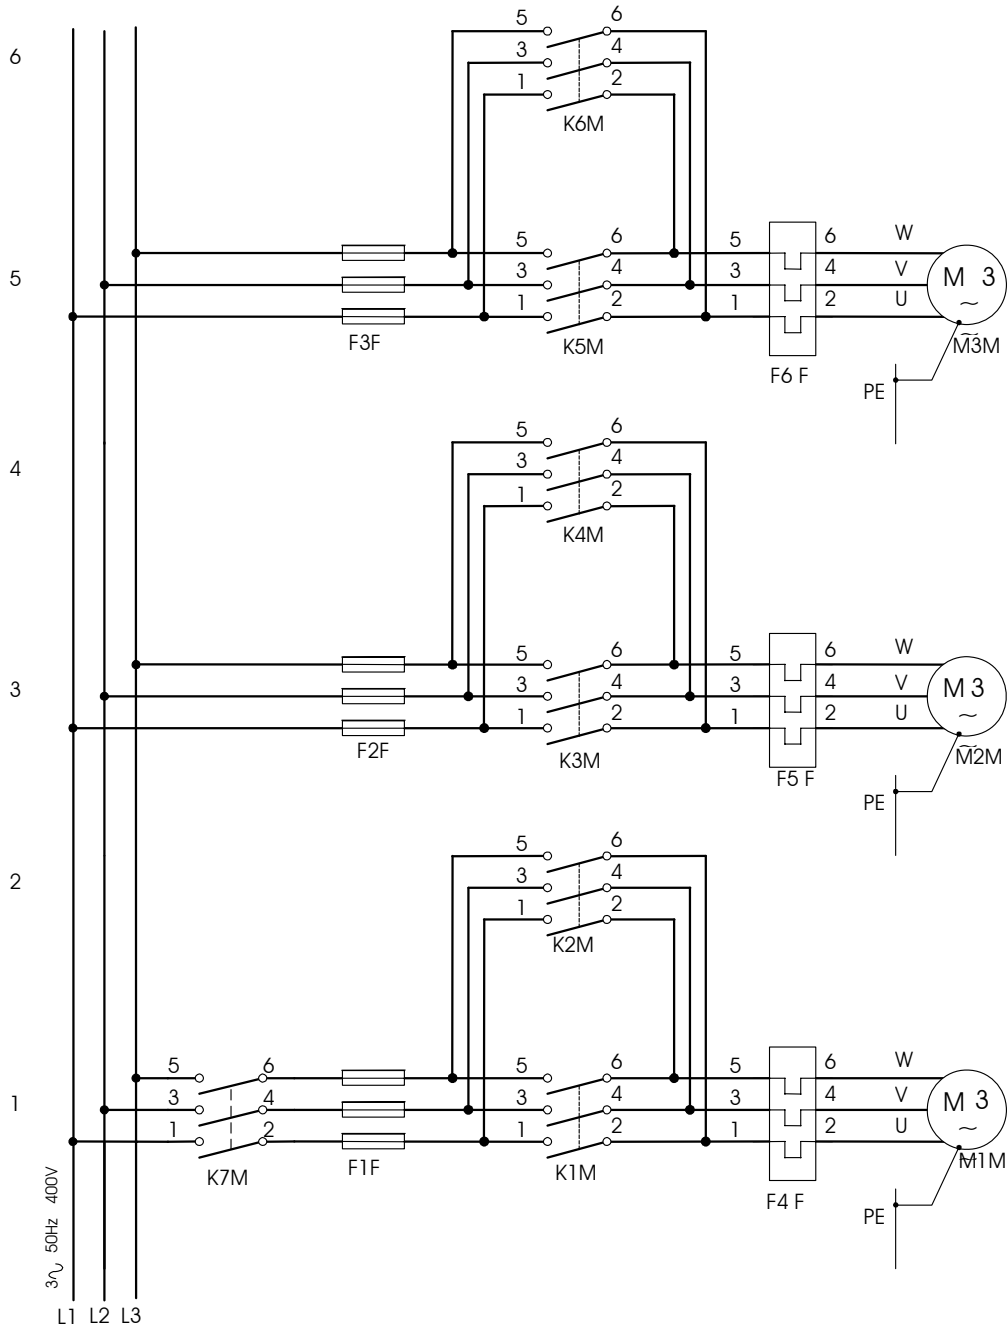 5 6
6
3 4
1 2
K6M
5 6 5 6 W
5
3 4 3 4 V M 3
1 2 1 2 U ~
F3F K5M F6 F ~ M3M
PE
5 6
4
3 4
1 2
K4M
5 6 5 6 W
3
3 4 3 4 V M 3
1 2 1 2 U ~
F2F K3M F5 F ~ M2M
PE
5 6
2
3 4
1 2
K2M
5 6 5 6 5 6 W
1
3 4 3 4 3 4 V M 3
1 2 1 2 1 2 U ~
K7M F1F K1M F4 F ~ M1M
PE
3~ 50Hz 400V
L1 L2 L3